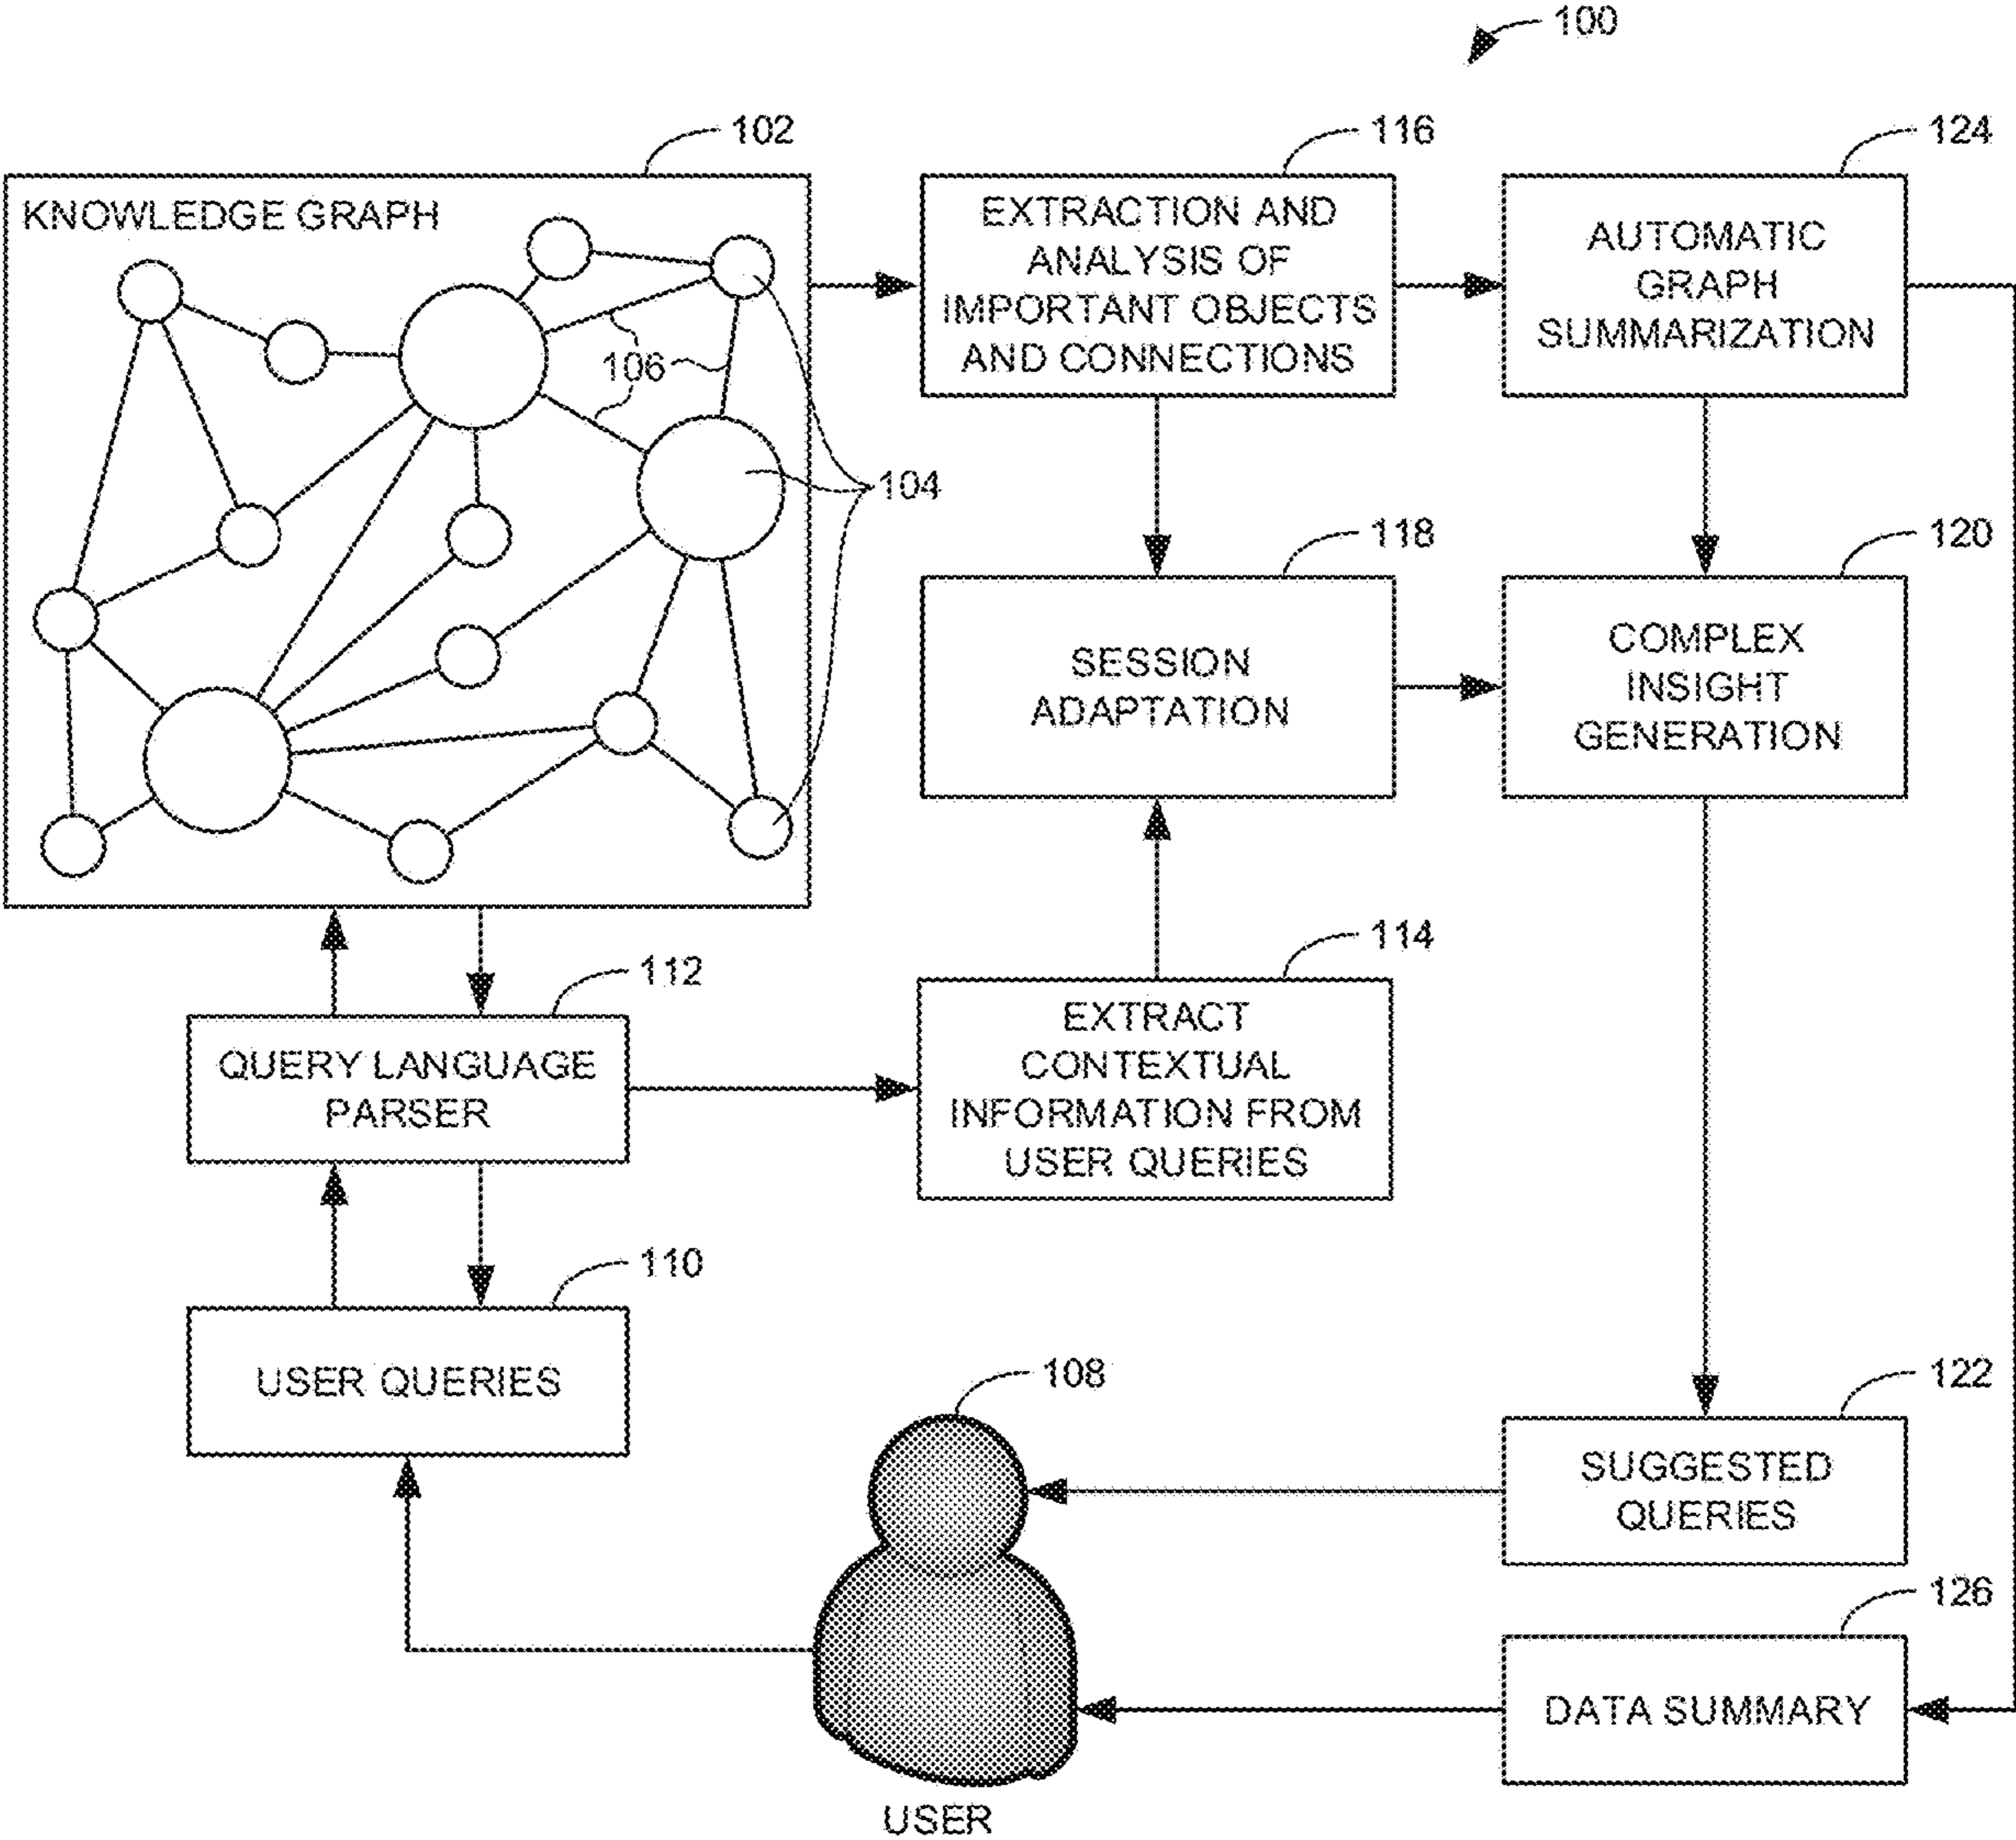 100
102
116
124
KNOWLEDGE GRAPH
EXTRACTION AND
ANALYSIS OF
IMPORTANT OBJECTS
AND CONNECTIONS
AUTOMATIC
GRAPH
SUMMARIZATION
106
104
118
120
SESSION
ADAPTATION
COMPLEX
INSIGHT
GENERATION
112
114
QUERY LANGUAGE
PARSER
EXTRACT
CONTEXTUAL
INFORMATION FROM
USER QUERIES
110
USER QUERIES
108
122
SUGGESTED
QUERIES
126
DATA SUMMARY
USER